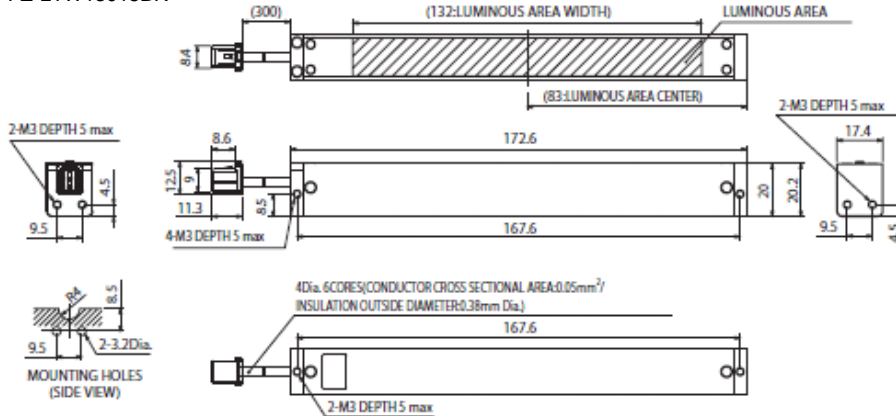 (300)
(132:LUMINOUS AREA WIDTH)
LUMINOUS AREA
8.4
(83:LUMINOUS AREA CENTER)
2-M3 DEPTH 5 max
2-M3 DEPTH 5 max
8.6
172.6
17.4
12.5
9
4.5
9.5
11.3
8.5
20
20.2
9.5
4.5
4-M3 DEPTH 5 max
167.6
4Dia. 6CORES(CONDUCTOR CROSS SECTIONAL AREA:0.05mm²/
INSULATION OUTSIDE DIAMETER:0.38mm Dia.)
R4
8.5
167.6
9.5
2-3.2Dia.
MOUNTING HOLES
(SIDE VIEW)
2-M3 DEPTH 5 max